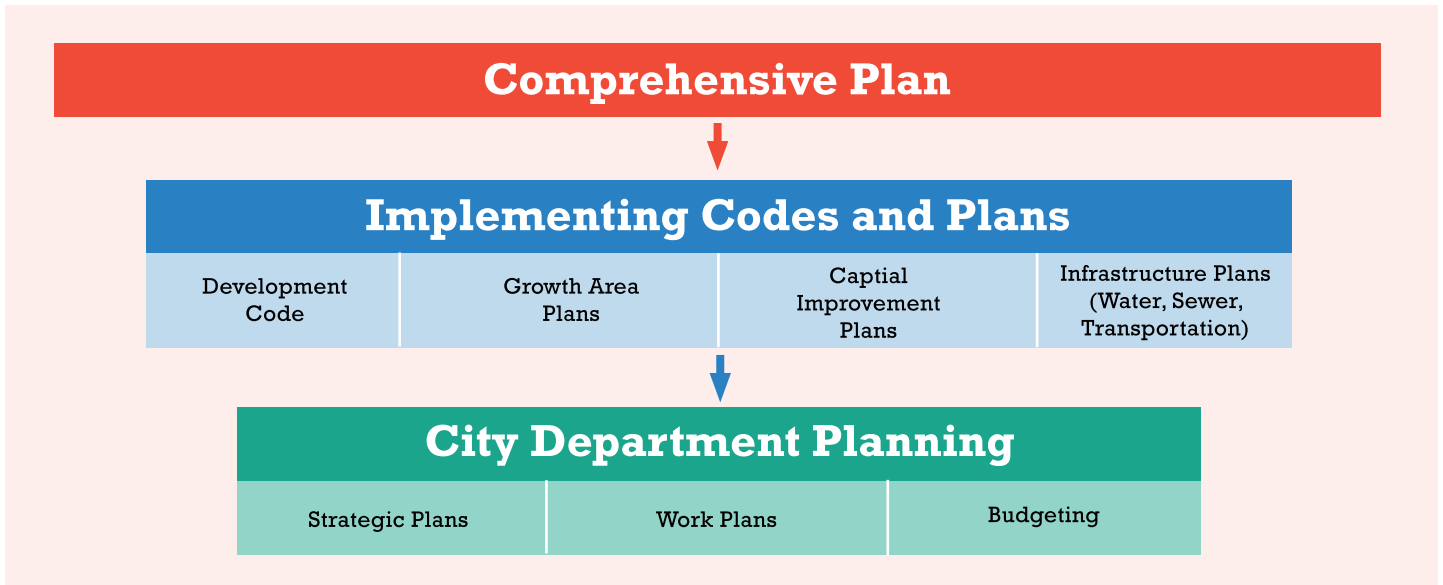 Comprehensive Plan
Implementing Codes and Plans
Development
Code
Growth Area
Plans
Captial
Improvement
Plans
Infrastructure Plans
(Water, Sewer,
Transportation)
City Department Planning
Strategic Plans
Work Plans
Budgeting